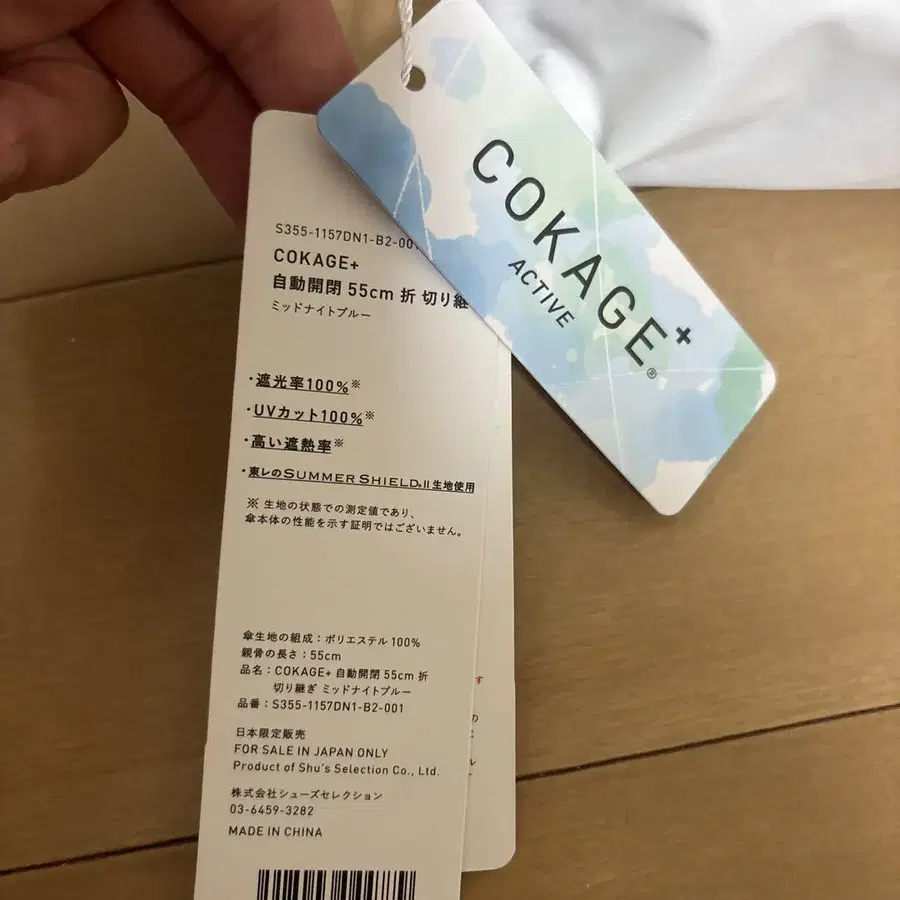 COKAGE+®
ACTIVE
S355-1157DN1-B2-001
COKAGE+
自動開閉 55cm 折 切り継
ミッドナイトブルー
・遮光率100%※
・UVカット100%※
・高い遮熱率※
・東レのSUMMER SHIELD®II生地使用
※ 生地の状態での測定値であり、
傘本体の性能を示す証明ではございません。
傘生地の組成：ポリエステル 100%
親骨の長さ：55cm
品名：COKAGE+ 自動開閉 55cm 折
切り継ぎ ミッドナイトブルー
品番：S355-1157DN1-B2-001
日本限定販売
FOR SALE IN JAPAN ONLY
Product of Shu's Selection Co., Ltd.
株式会社シューズセレクション
03-6459-3282
MADE IN CHINA